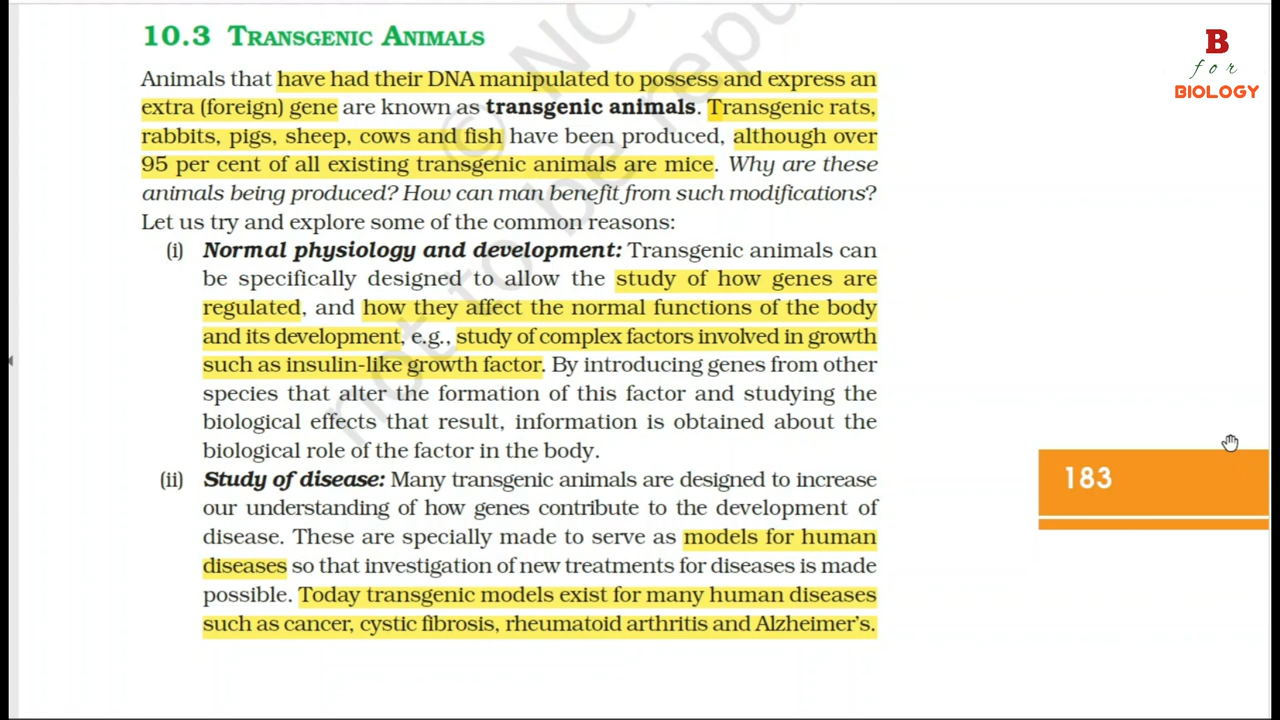 10.3 TRANSGENIC ANIMALS
B
for
BIOLOGY
Animals that have had their DNA manipulated to possess and express an
extra (foreign) gene are known as transgenic animals. Transgenic rats,
rabbits, pigs, sheep, cows and fish have been produced, although over
95 per cent of all existing transgenic animals are mice. Why are these
animals being produced? How can man benefit from such modifications?
Let us try and explore some of the common reasons:
(i) Normal physiology and development: Transgenic animals can
be specifically designed to allow the study of how genes are
regulated, and how they affect the normal functions of the body
and its development, e.g., study of complex factors involved in growth
such as insulin-like growth factor. By introducing genes from other
species that alter the formation of this factor and studying the
biological effects that result, information is obtained about the
biological role of the factor in the body.
(ii) Study of disease: Many transgenic animals are designed to increase
our understanding of how genes contribute to the development of
disease. These are specially made to serve as models for human
diseases so that investigation of new treatments for diseases is made
possible. Today transgenic models exist for many human diseases
such as cancer, cystic fibrosis, rheumatoid arthritis and Alzheimer's.
183
© NC
not to be repu